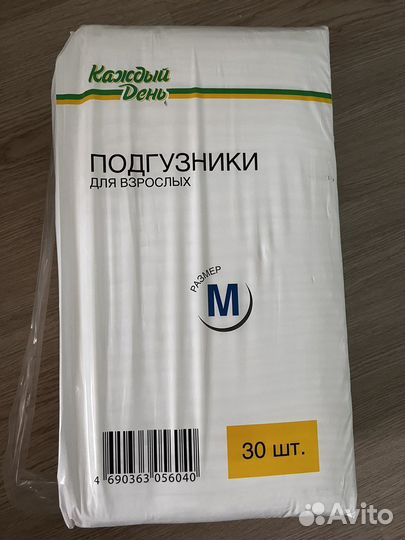 Каждый
День
ПОДГУЗНИКИ
ДЛЯ ВЗРОСЛЫХ
РАЗМЕР
M
30 шт.
4 690363 056040
Avito